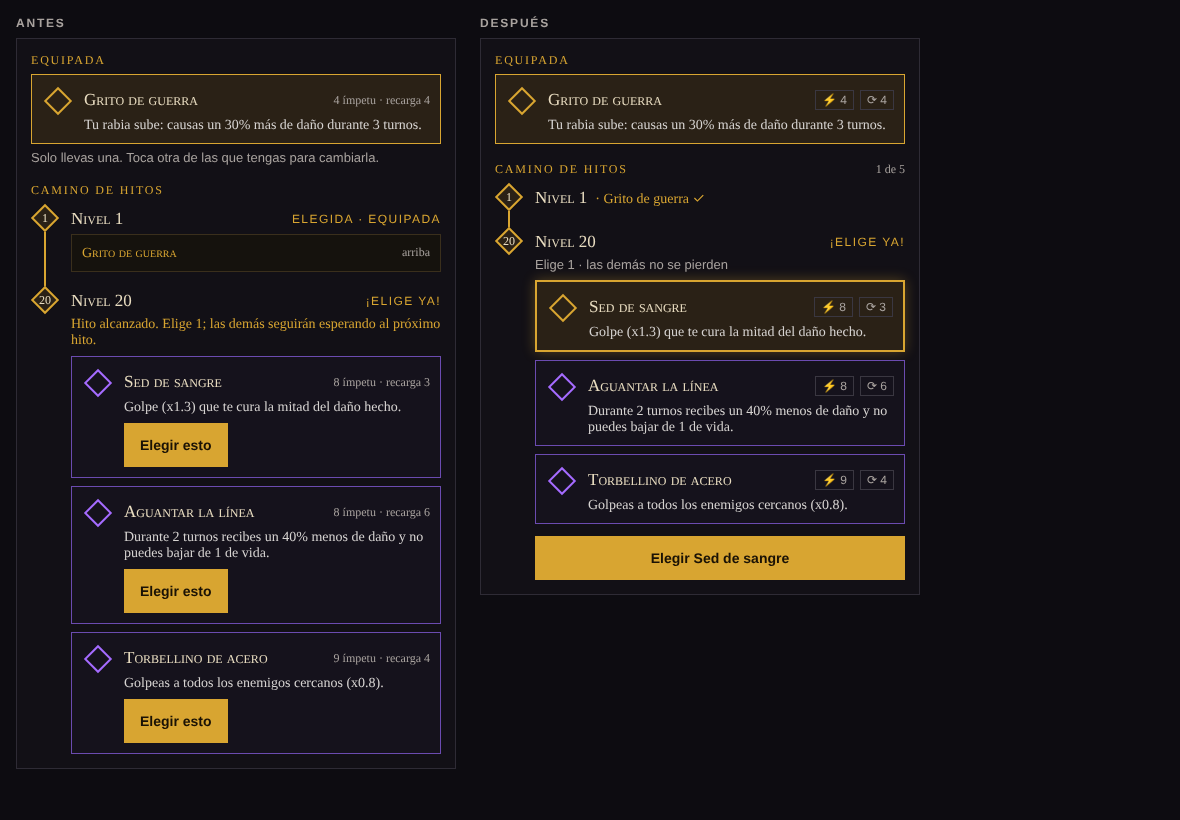 ANTES
EQUIPADA
Grito de guerra 4 ímpetu · recarga 4
Tu rabia sube: causas un 30% más de daño durante 3 turnos.
Solo llevas una. Toca otra de las que tengas para cambiarla.
CAMINO DE HITOS
1 Nivel 1 ELEGIDA · EQUIPADA
Grito de guerra arriba
20 Nivel 20 ¡ELIGE YA!
Hito alcanzado. Elige 1; las demás seguirán esperando al próximo
hito.
Sed de sangre 8 ímpetu · recarga 3
Golpe (x1.3) que te cura la mitad del daño hecho.
Elegir esto
Aguantar la línea 8 ímpetu · recarga 6
Durante 2 turnos recibes un 40% menos de daño y no
puedes bajar de 1 de vida.
Elegir esto
Torbellino de acero 9 ímpetu · recarga 4
Golpeas a todos los enemigos cercanos (x0.8).
Elegir esto
DESPUÉS
EQUIPADA
Grito de guerra ⚡ 4 ⟳ 4
Tu rabia sube: causas un 30% más de daño durante 3 turnos.
CAMINO DE HITOS 1 de 5
1 Nivel 1 · Grito de guerra ✓
20 Nivel 20 ¡ELIGE YA!
Elige 1 · las demás no se pierden
Sed de sangre ⚡ 8 ⟳ 3
Golpe (x1.3) que te cura la mitad del daño hecho.
Aguantar la línea ⚡ 8 ⟳ 6
Durante 2 turnos recibes un 40% menos de daño y no
puedes bajar de 1 de vida.
Torbellino de acero ⚡ 9 ⟳ 4
Golpeas a todos los enemigos cercanos (x0.8).
Elegir Sed de sangre